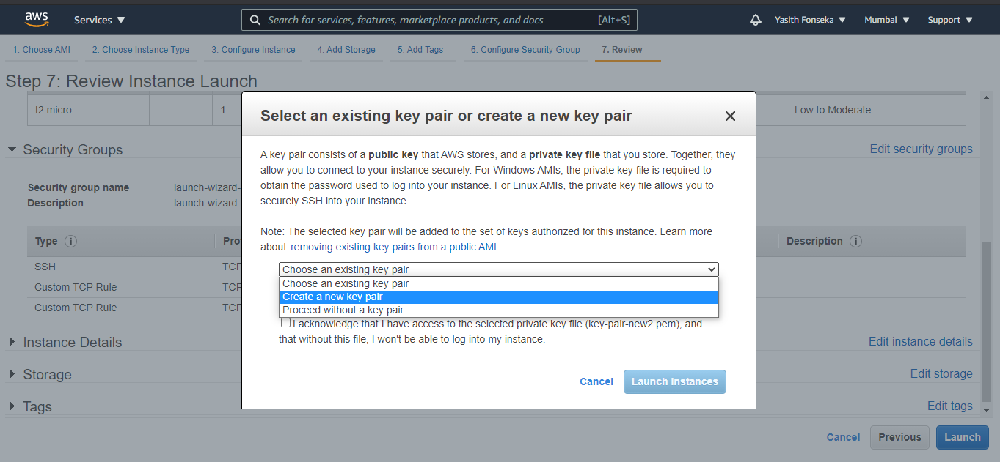 aws Services Search for services, features, marketplace products, and docs [Alt+S] Yasith Fonseka Mumbai Support
1. Choose AMI 2. Choose Instance Type 3. Configure Instance 4. Add Storage 5. Add Tags 6. Configure Security Group 7. Review
Step 7: Review Instance Launch
t2.micro - 1 Low to Moderate
Security Groups Edit security groups
Security group name launch-wizard-
Description launch-wizard-
Type i Description i
SSH
Custom TCP Rule
Custom TCP Rule
Instance Details Edit instance details
Storage Edit storage
Tags Edit tags
Cancel Previous Launch
Select an existing key pair or create a new key pair
A key pair consists of a public key that AWS stores, and a private key file that you store. Together, they
allow you to connect to your instance securely. For Windows AMIs, the private key file is required to
obtain the password used to log into your instance. For Linux AMIs, the private key file allows you to
securely SSH into your instance.
Note: The selected key pair will be added to the set of keys authorized for this instance. Learn more
about removing existing key pairs from a public AMI.
Choose an existing key pair
Choose an existing key pair
Create a new key pair
Proceed without a key pair
I acknowledge that I have access to the selected private key file (key-pair-new2.pem), and
that without this file, I won't be able to log into my instance.
Cancel Launch Instances